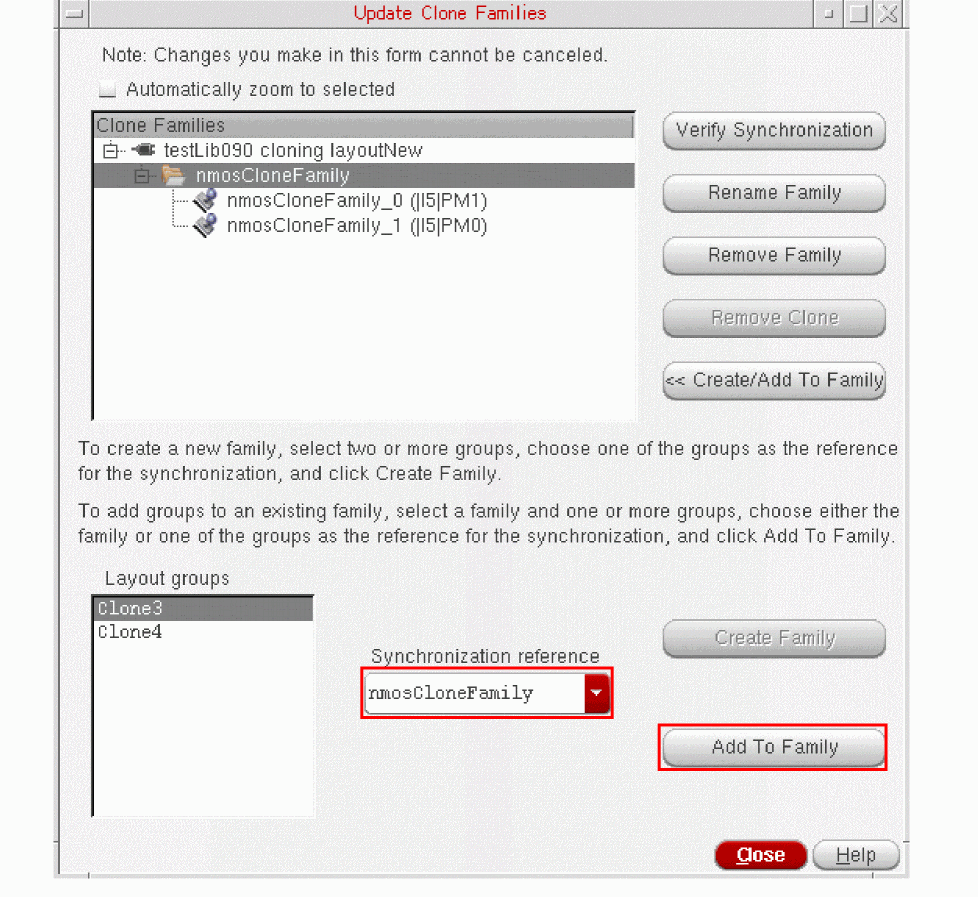 Update Clone Families
Note: Changes you make in this form cannot be canceled.
Automatically zoom to selected
Clone Families
testLib090 cloning layoutNew
nmosCloneFamily
nmosCloneFamily_0 (|I5|PM1)
nmosCloneFamily_1 (|I5|PM0)
Verify Synchronization
Rename Family
Remove Family
Remove Clone
<< Create/Add To Family
To create a new family, select two or more groups, choose one of the groups as the reference
for the synchronization, and click Create Family.
To add groups to an existing family, select a family and one or more groups, choose either the
family or one of the groups as the reference for the synchronization, and click Add To Family.
Layout groups
Clone3
Clone4
Synchronization reference
nmosCloneFamily
Create Family
Add To Family
Close
Help